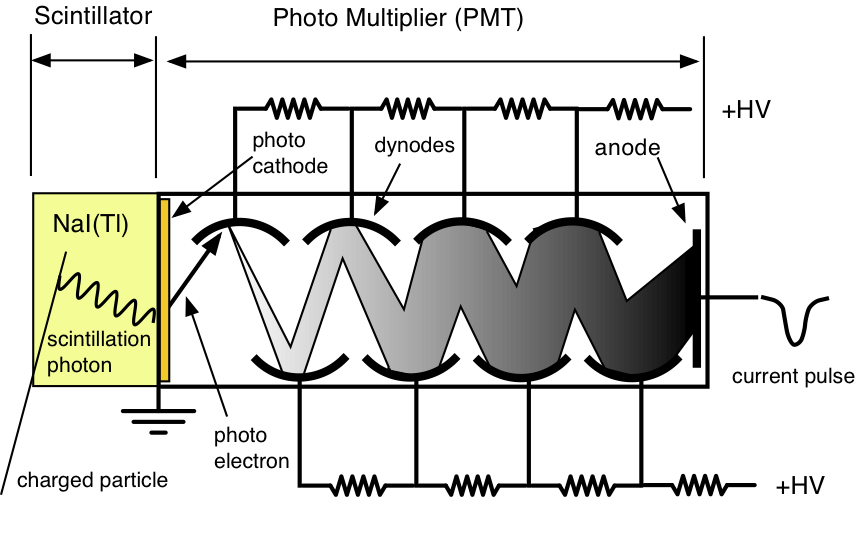 Scintillator
Photo Multiplier (PMT)
+HV
photo
cathode
dynodes
anode
NaI(Tl)
scintillation
photon
current pulse
photo
electron
charged particle
+HV